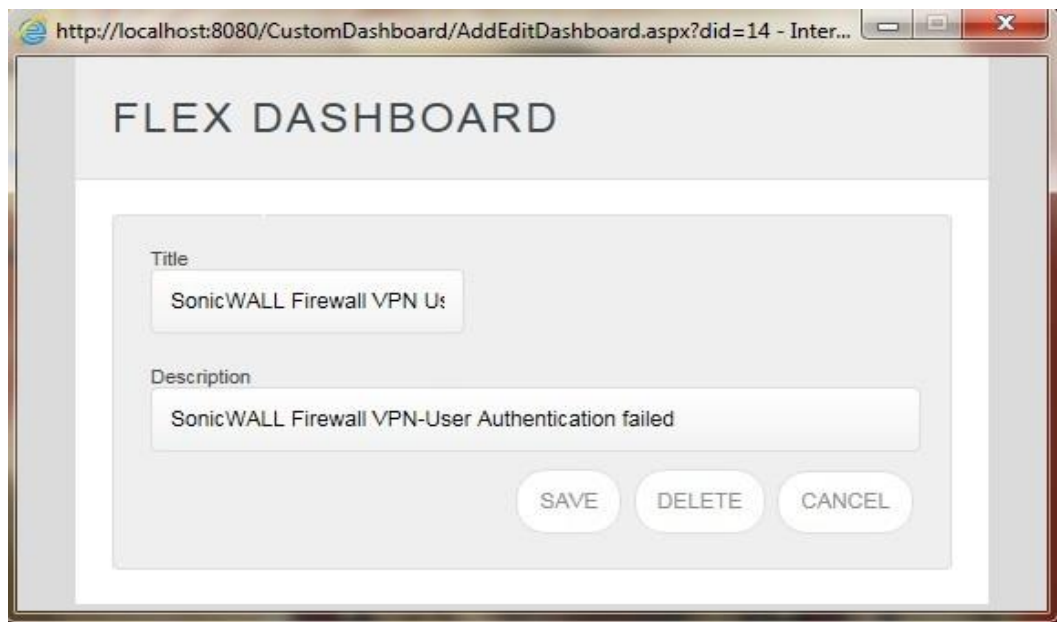 http://localhost:8080/CustomDashboard/AddEditDashboard.aspx?did=14 - Inter...
FLEX DASHBOARD
Title
SonicWALL Firewall VPN Us
Description
SonicWALL Firewall VPN-User Authentication failed
SAVE DELETE CANCEL